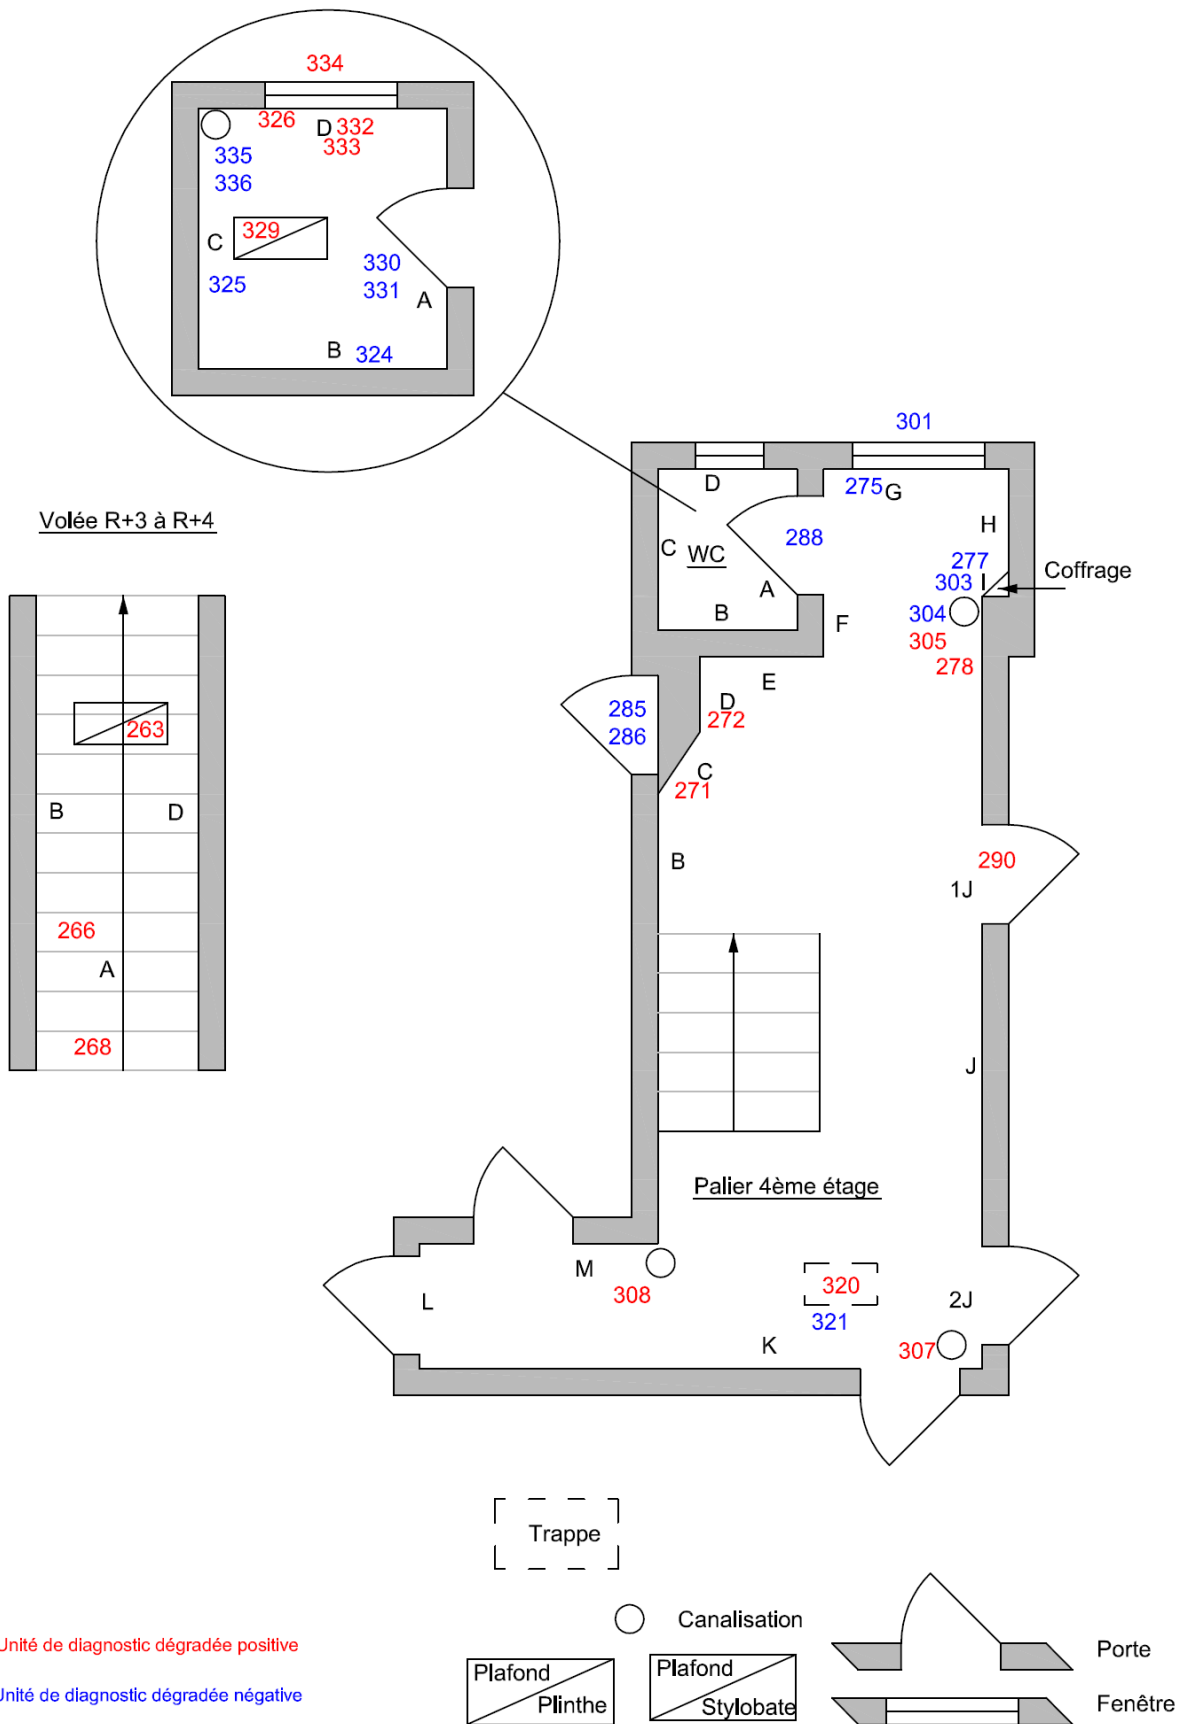 334
326 D 332
333
335
336
C 329
325
330
331
A
B 324
301
D
275 G
H
Volée R+3 à R+4
C WC
288
277
303 I
Coffrage
A
304
B
F
305
278
E
D
285
272
286
263
C
271
B D
B
290
1J
266
A
268
J
Palier 4ème étage
M
308
L
320
2J
321
K
307
Trappe
Canalisation
Unité de diagnostic dégradée positive
Plafond
Plinthe
Plafond
Stylobate
Porte
Unité de diagnostic dégradée négative
Fenêtre